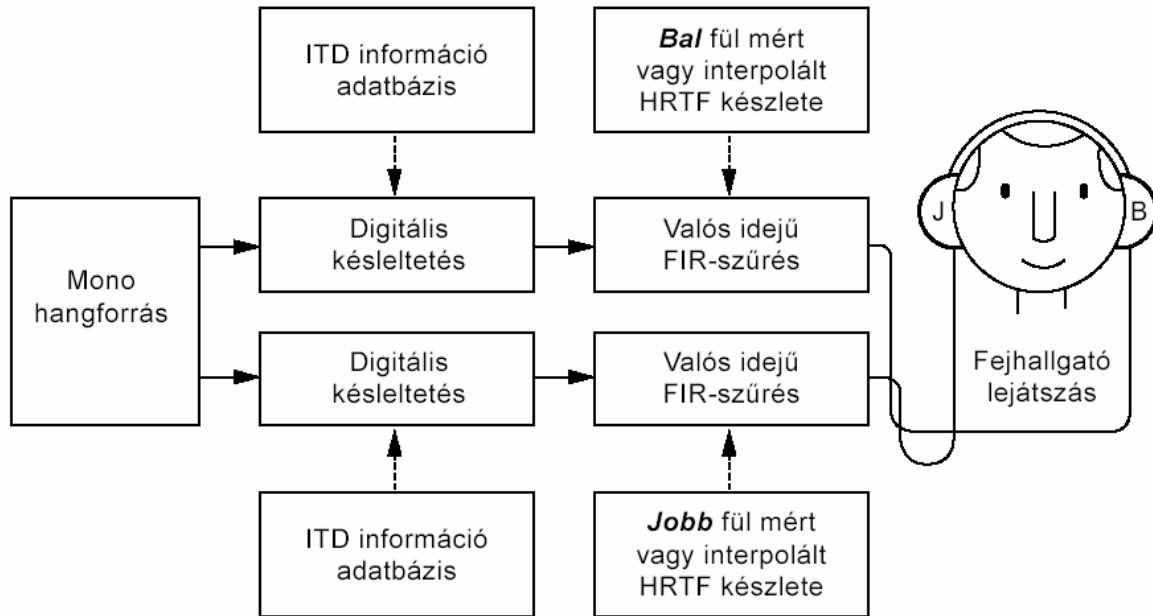 ITD információ
adatbázis
Bal fül mért
vagy interpolált
HRTF készlete
Mono
hangforrás
Digitális
késleltetés
Valós idejű
FIR-szűrés
J
B
Digitális
késleltetés
Valós idejű
FIR-szűrés
Fejhallgató
lejátszás
ITD információ
adatbázis
Jobb fül mért
vagy interpolált
HRTF készlete